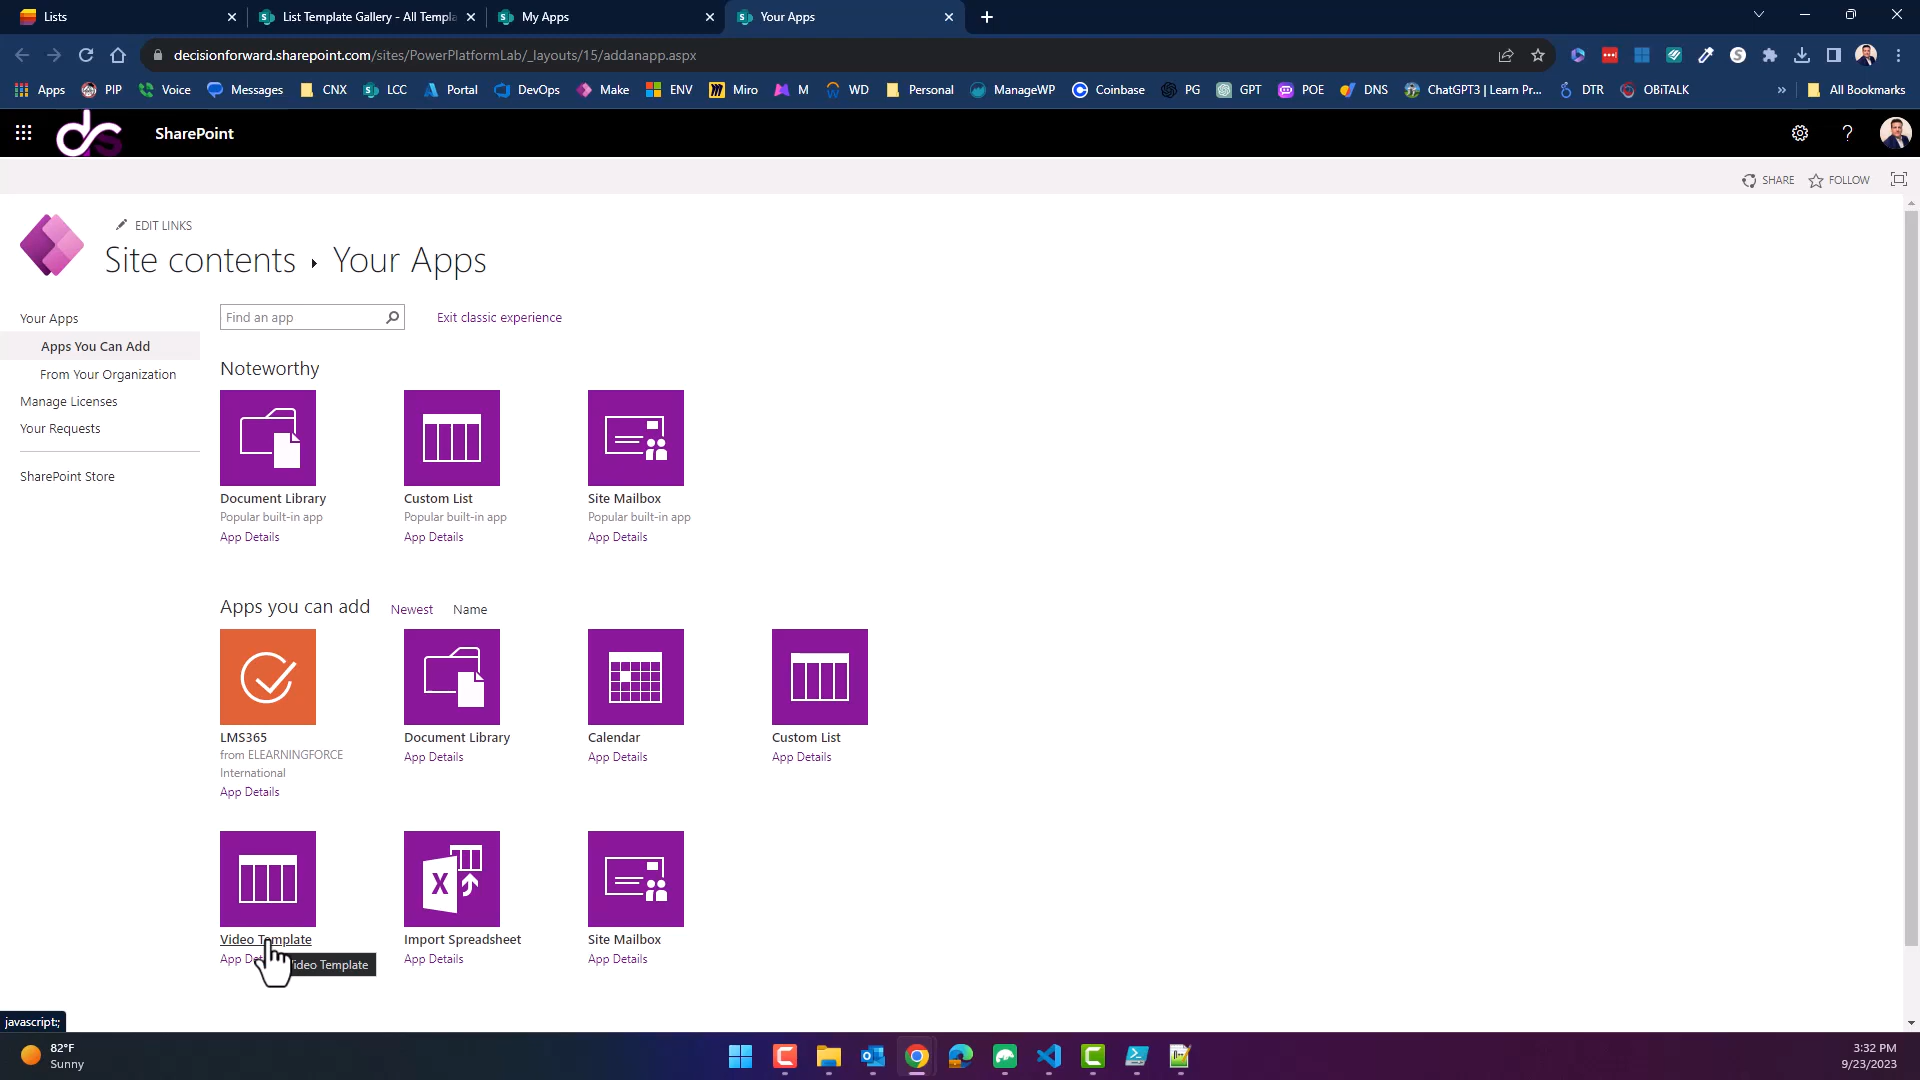 Lists
List Template Gallery - All Templa
My Apps
Your Apps
decisionforward.sharepoint.com/sites/PowerPlatformLab/_layouts/15/addanapp.aspx
Apps
PIP
Voice
Messages
CNX
LCC
Portal
DevOps
Make
ENV
Miro
M
WD
Personal
ManageWP
Coinbase
PG
GPT
POE
DNS
ChatGPT3 | Learn Pr...
DTR
OBiTALK
»
All Bookmarks
SharePoint
SHARE
FOLLOW
EDIT LINKS
Site contents ▸ Your Apps
Your Apps
Apps You Can Add
From Your Organization
Manage Licenses
Your Requests
SharePoint Store
Find an app
Exit classic experience
Noteworthy
Document Library
Popular built-in app
App Details
Custom List
Popular built-in app
App Details
Site Mailbox
Popular built-in app
App Details
Apps you can add
Newest
Name
LMS365
from ELEARNINGFORCE
International
App Details
Document Library
App Details
Calendar
App Details
Custom List
App Details
Video Template
App De
ideo Template
Import Spreadsheet
App Details
Site Mailbox
App Details
javascript:;
82°F
Sunny
3:32 PM
9/23/2023